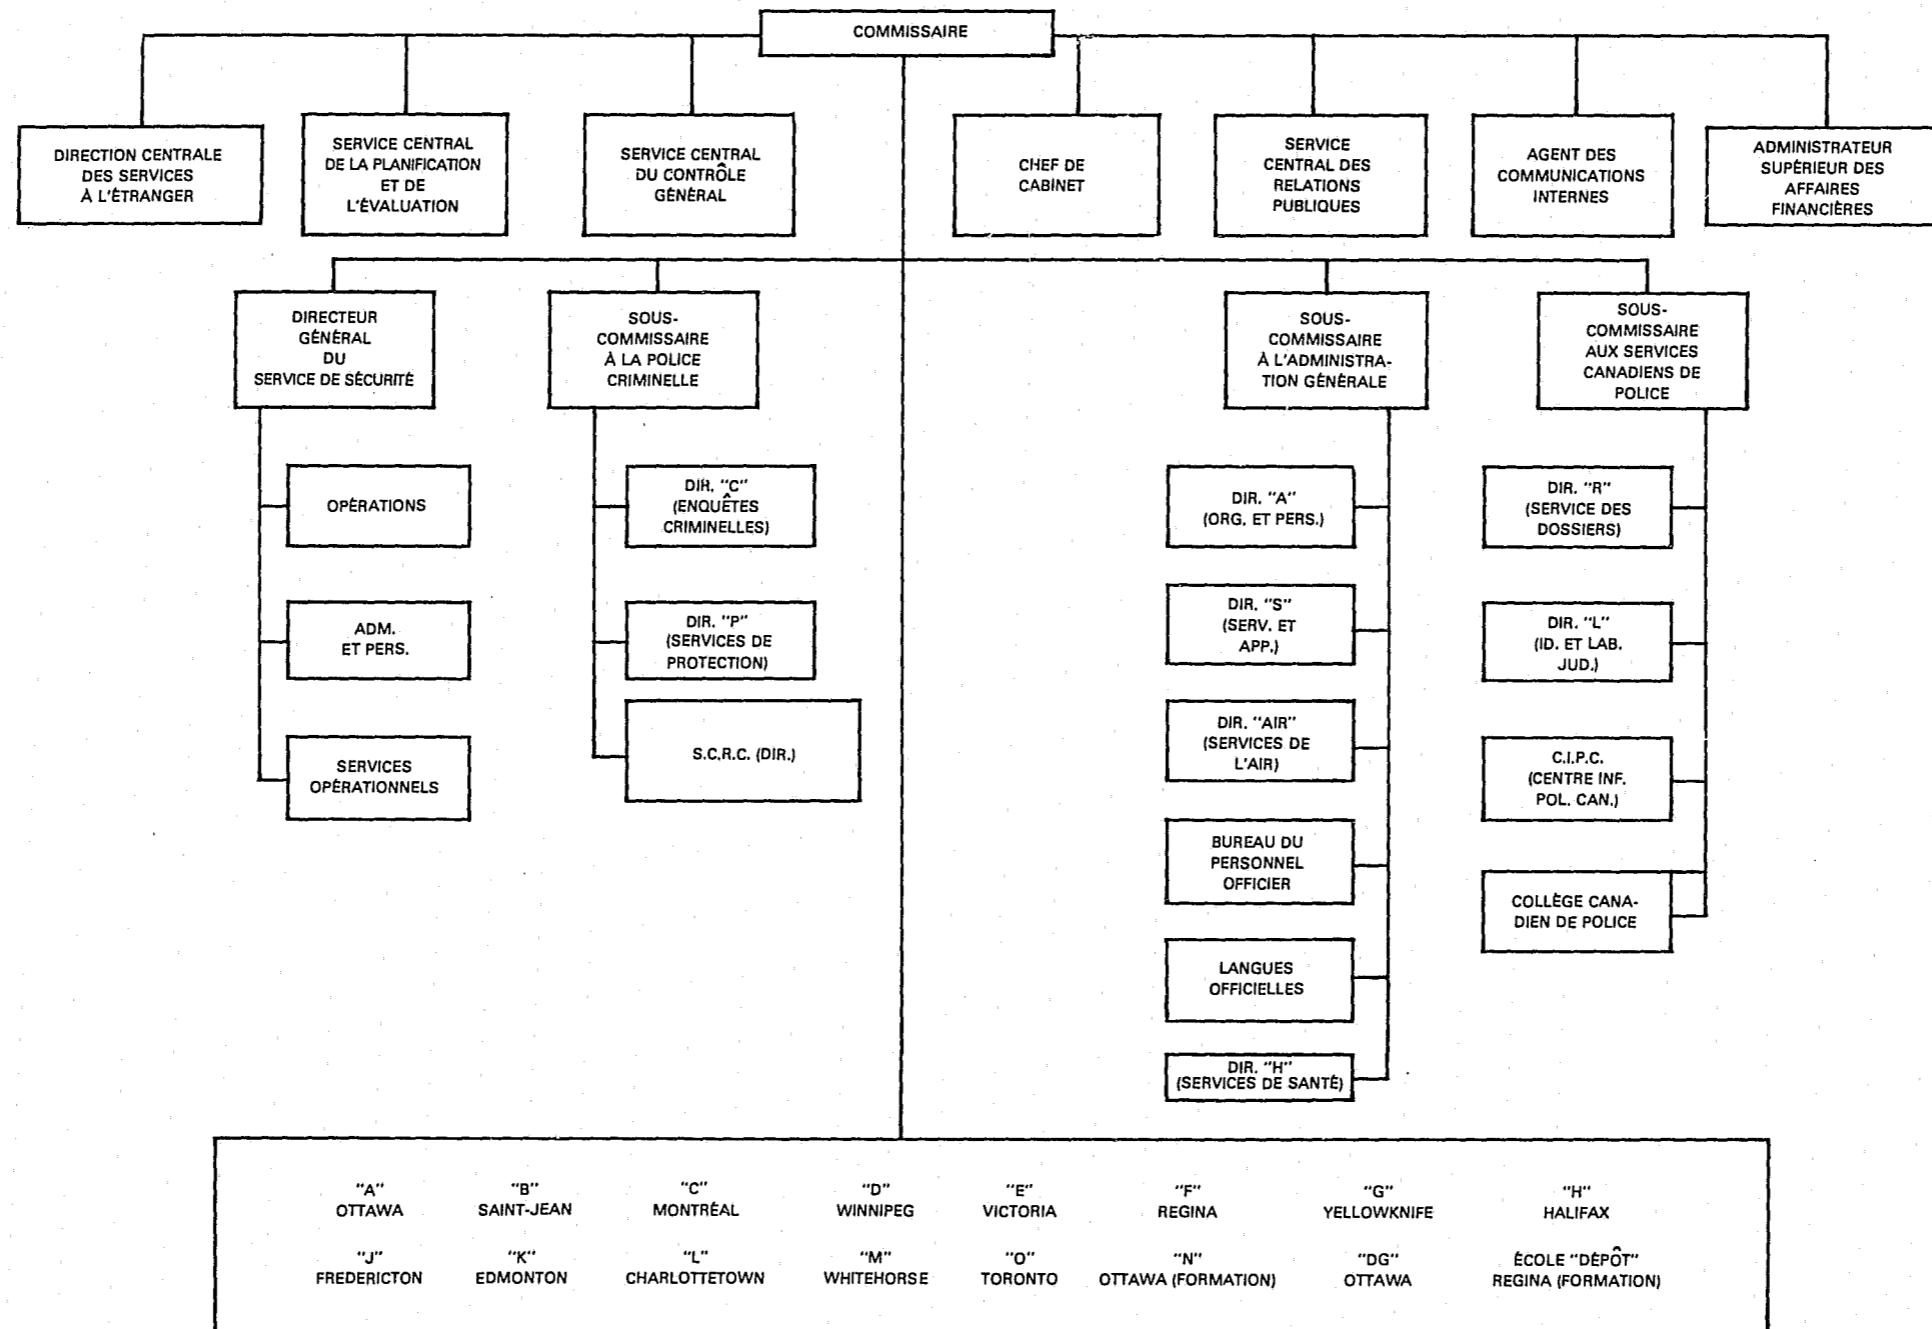 COMMISSAIRE
DIRECTION CENTRALE
DES SERVICES
À L'ÉTRANGER
SERVICE CENTRAL
DE LA PLANIFICATION
ET DE
L'ÉVALUATION
SERVICE CENTRAL
DU CONTRÔLE
GÉNÉRAL
CHEF DE
CABINET
SERVICE
CENTRAL DES
RELATIONS
PUBLIQUES
AGENT DES
COMMUNICATIONS
INTERNES
ADMINISTRATEUR
SUPÉRIEUR DES
AFFAIRES
FINANCIÈRES
DIRECTEUR
GÉNÉRAL
DU
SERVICE DE SÉCURITÉ
SOUS-
COMMISSAIRE
À LA POLICE
CRIMINELLE
SOUS-
COMMISSAIRE
À L'ADMINISTRA-
TION GÉNÉRALE
SOUS-
COMMISSAIRE
AUX SERVICES
CANADIENS DE
POLICE
OPÉRATIONS
ADM.
ET PERS.
SERVICES
OPÉRATIONNELS
DIR. "C"
(ENQUÊTES
CRIMINELLES)
DIR. "P"
(SERVICES DE
PROTECTION)
S.C.R.C. (DIR.)
DIR. "A"
(ORG. ET PERS.)
DIR. "S"
(SERV. ET
APP.)
DIR. "AIR"
(SERVICES DE
L'AIR)
BUREAU DU
PERSONNEL
OFFICIER
LANGUES
OFFICIELLES
DIR. "H"
(SERVICES DE SANTÉ)
DIR. "R"
(SERVICE DES
DOSSIERS)
DIR. "L"
(ID. ET LAB.
JUD.)
C.I.P.C.
(CENTRE INF.
POL. CAN.)
COLLÈGE CANA-
DIEN DE POLICE
"A" "B" "C" "D" "E" "F" "G" "H"
OTTAWA SAINT-JEAN MONTRÉAL WINNIPEG VICTORIA REGINA YELLOWKNIFE HALIFAX
"J" "K" "L" "M" "O" "N" "DG" ÉCOLE "DÉPÔT"
FREDERICTON EDMONTON CHARLOTTETOWN WHITEHORSE TORONTO OTTAWA (FORMATION) OTTAWA REGINA (FORMATION)